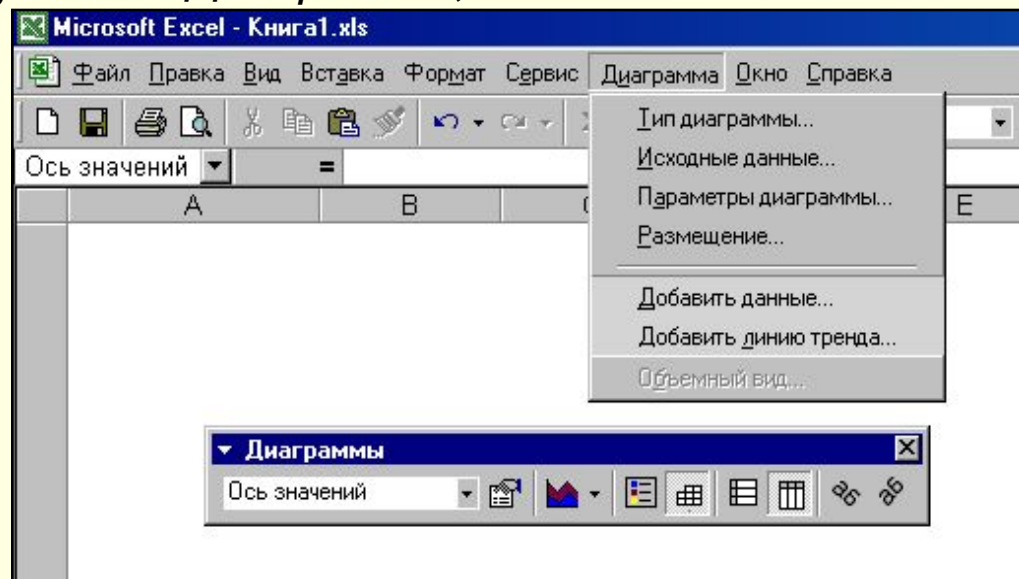 Microsoft Excel - Книга1.xls
Файл Правка Вид Вставка Формат Сервис Диаграмма Окно Справка
Тип диаграммы...
Исходные данные...
Параметры диаграммы...
Размещение...
Добавить данные...
Добавить линию тренда...
Объемный вид...
Ось значений =
A B E
Диаграммы
Ось значений